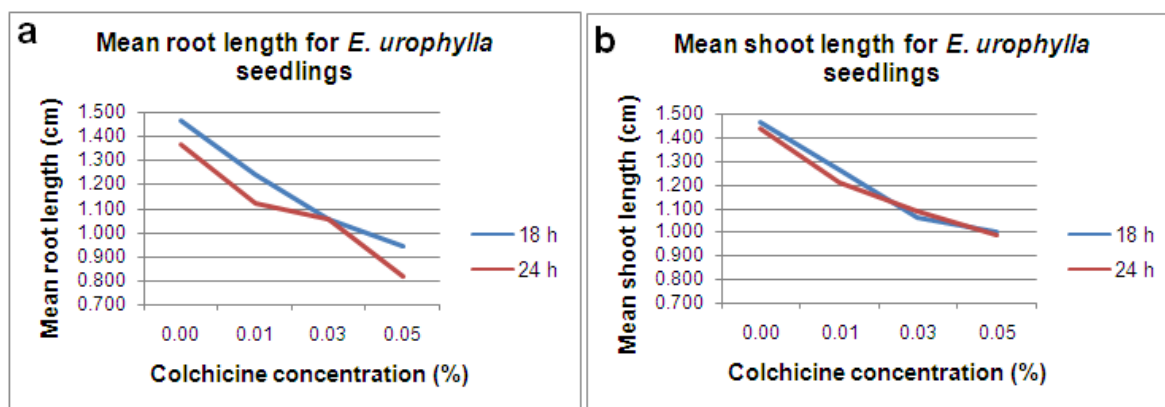 a
Mean root length for E. urophylla
seedlings
Mean root length (cm)
1.500
1.400
1.300
1.200
1.100
1.000
0.900
0.800
0.700
0.00 0.01 0.03 0.05
Colchicine concentration (%)
18 h
24 h
b
Mean shoot length for E. urophylla
seedlings
Mean shoot length (cm)
1.500
1.400
1.300
1.200
1.100
1.000
0.900
0.800
0.700
0.00 0.01 0.03 0.05
Colchicine concentration (%)
18 h
24 h